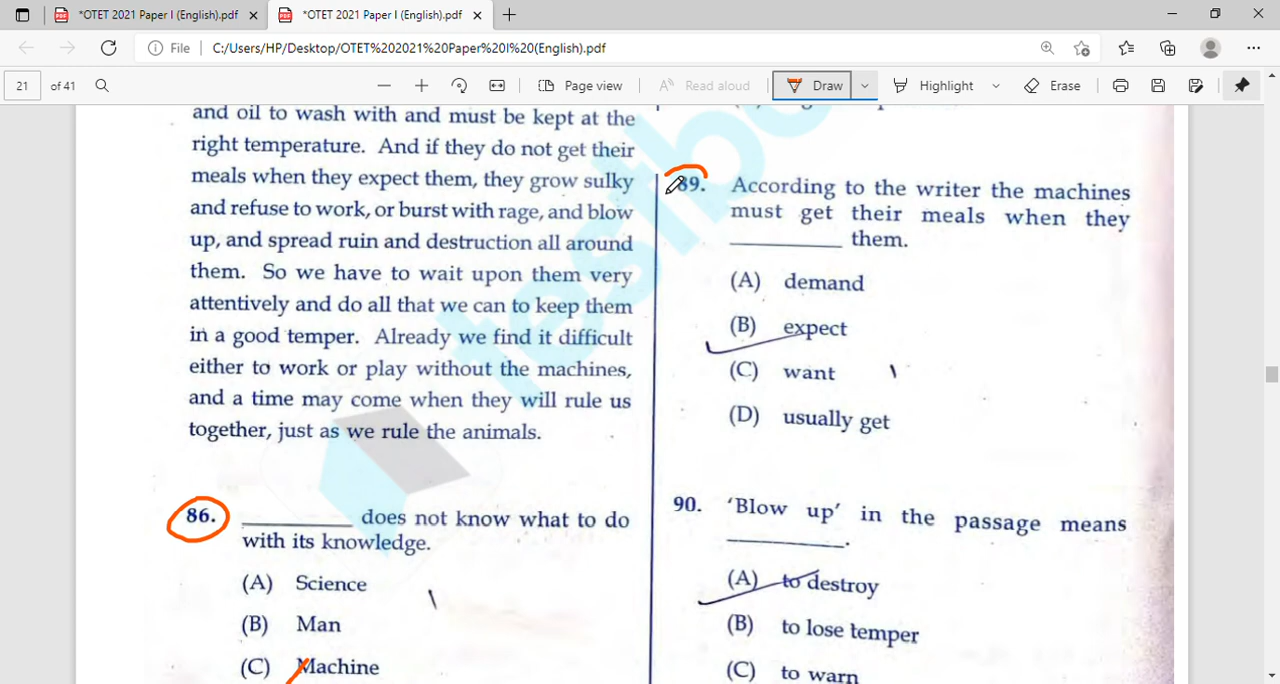 *OTET 2021 Paper I (English).pdf
*OTET 2021 Paper I (English).pdf
File
C:/Users/HP/Desktop/OTET%202021%20Paper%20I%20(English).pdf
21 of 41
Page view
Read aloud
Draw
Highlight
Erase
and oil to wash with and must be kept at the
right temperature. And if they do not get their
meals when they expect them, they grow sulky
and refuse to work, or burst with rage, and blow
up, and spread ruin and destruction all around
them. So we have to wait upon them very
attentively and do all that we can to keep them
in a good temper. Already we find it difficult
either to work or play without the machines,
and a time may come when they will rule us
together, just as we rule the animals.
86. ________ does not know what to do
with its knowledge.
(A) Science
(B) Man
(C) Machine
89. According to the writer the machines
must get their meals when they
________ them.
(A) demand
(B) expect
(C) want
(D) usually get
90. 'Blow up' in the passage means
________.
(A) to destroy
(B) to lose temper
(C) to warn
testbo